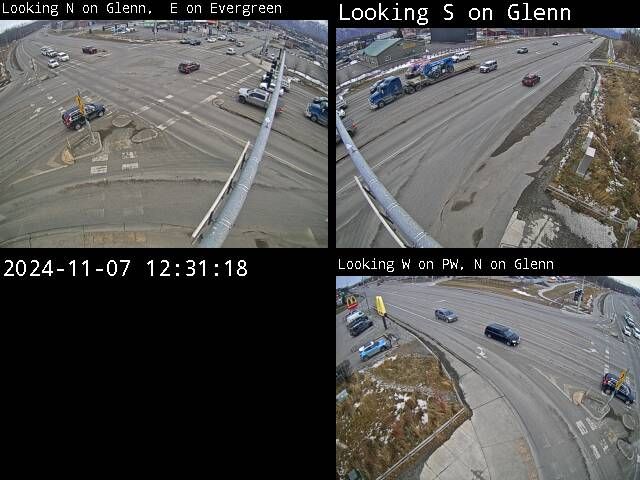 Looking N on Glenn,  E on Evergreen
Looking S on Glenn
2024-11-07 12:31:18
Looking W on PW, N on Glenn